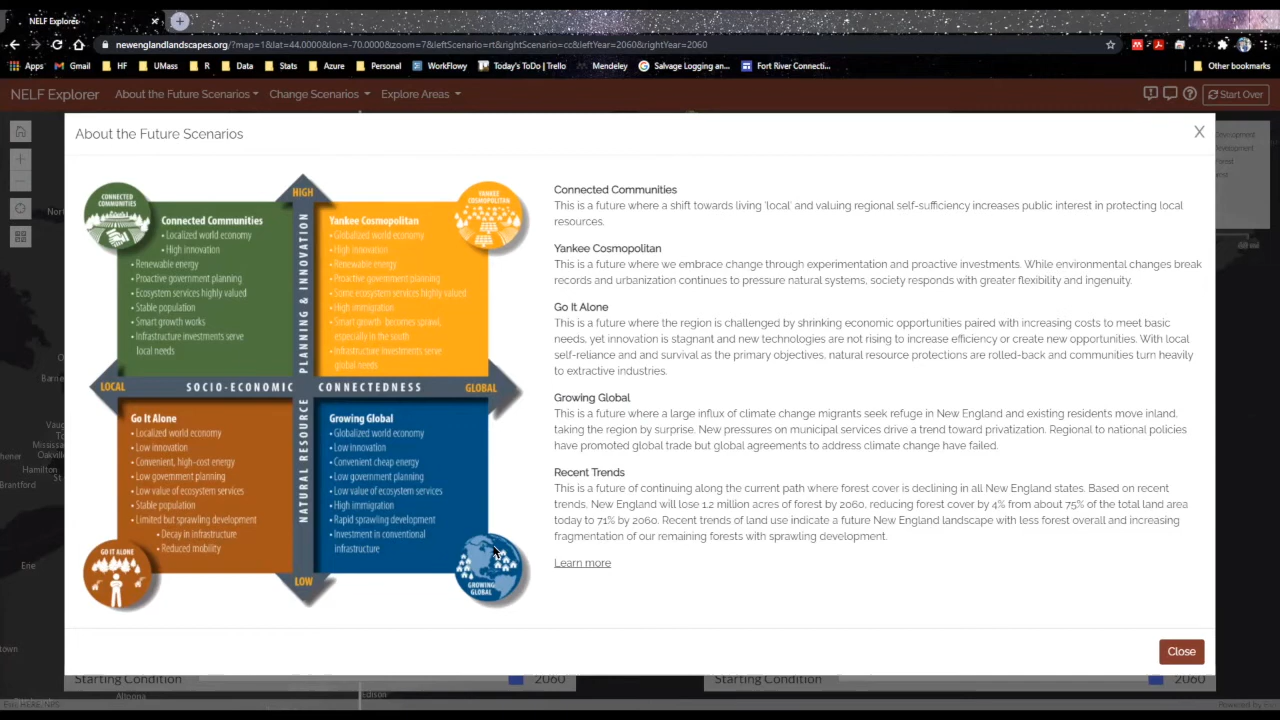 NELF Explorer
newenglandlandscapes.org/?map=1&lat=44.0000&lon=-70.0000&zoom=7&leftScenario=rt&rightScenario=cc&leftYear=2060&rightYear=2060
Apps Gmail HF UMass R Data Stats Azure Personal WorkFlowy Today's ToDo | Trello Mendeley Salvage Logging an... Fort River Connecti... Other bookmarks
NELF Explorer About the Future Scenarios Change Scenarios Explore Areas Start Over
About the Future Scenarios
X
HIGH
CONNECTED
COMMUNITIES
Connected Communities
• Localized world economy
• High innovation
• Renewable energy
• Proactive government planning
• Ecosystem services highly valued
• Stable population
• Smart growth works
• Infrastructure investments serve
local needs
YANKEE
COSMOPOLITAN
Yankee Cosmopolitan
• Globalized world economy
• High innovation
• Renewable energy
• Proactive government planning
• Some ecosystem services highly valued
• High immigration
• Smart growth becomes sprawl,
especially in the south
• Infrastructure investments serve
global needs
NATURAL RESOURCE PLANNING & INNOVATION
LOCAL SOCIO-ECONOMIC CONNECTEDNESS GLOBAL
Go It Alone
• Localized world economy
• Low innovation
• Convenient, high-cost energy
• Low government planning
• Low value of ecosystem services
• Stable population
• Limited but sprawling development
• Decay in infrastructure
• Reduced mobility
GO IT ALONE
Growing Global
• Globalized world economy
• Low innovation
• Convenient cheap energy
• Low government planning
• Low value of ecosystem services
• High immigration
• Rapid sprawling development
• Investment in conventional
infrastructure
GROWING
GLOBAL
LOW
Connected Communities
This is a future where a shift towards living 'local' and valuing regional self-sufficiency increases public interest in protecting local
resources.
Yankee Cosmopolitan
This is a future where we embrace change through experimentation and proactive investments. While environmental changes break
records and urbanization continues to pressure natural systems, society responds with greater flexibility and ingenuity.
Go It Alone
This is a future where the region is challenged by shrinking economic opportunities paired with increasing costs to meet basic
needs, yet innovation is stagnant and new technologies are not rising to increase efficiency or create new opportunities. With local
self-reliance and and survival as the primary objectives, natural resource protections are rolled-back and communities turn heavily
to extractive industries.
Growing Global
This is a future where a large influx of climate change migrants seek refuge in New England and existing residents move inland,
taking the region by surprise. New pressures on municipal services drive a trend toward privatization. Regional to national policies
have promoted global trade but global agreements to address climate change have failed.
Recent Trends
This is a future of continuing along the current path where forest cover is declining in all New England states. Based on recent
trends, New England will lose 1.2 million acres of forest by 2060, reducing forest cover by 4% from about 75% of the total land area
today to 71% by 2060. Recent trends of land use indicate a future New England landscape with less forest overall and increasing
fragmentation of our remaining forests with sprawling development.
Learn more
Close
Starting Condition 2060 Starting Condition 2060
Altoona
Edison
Hamilton
Brantford